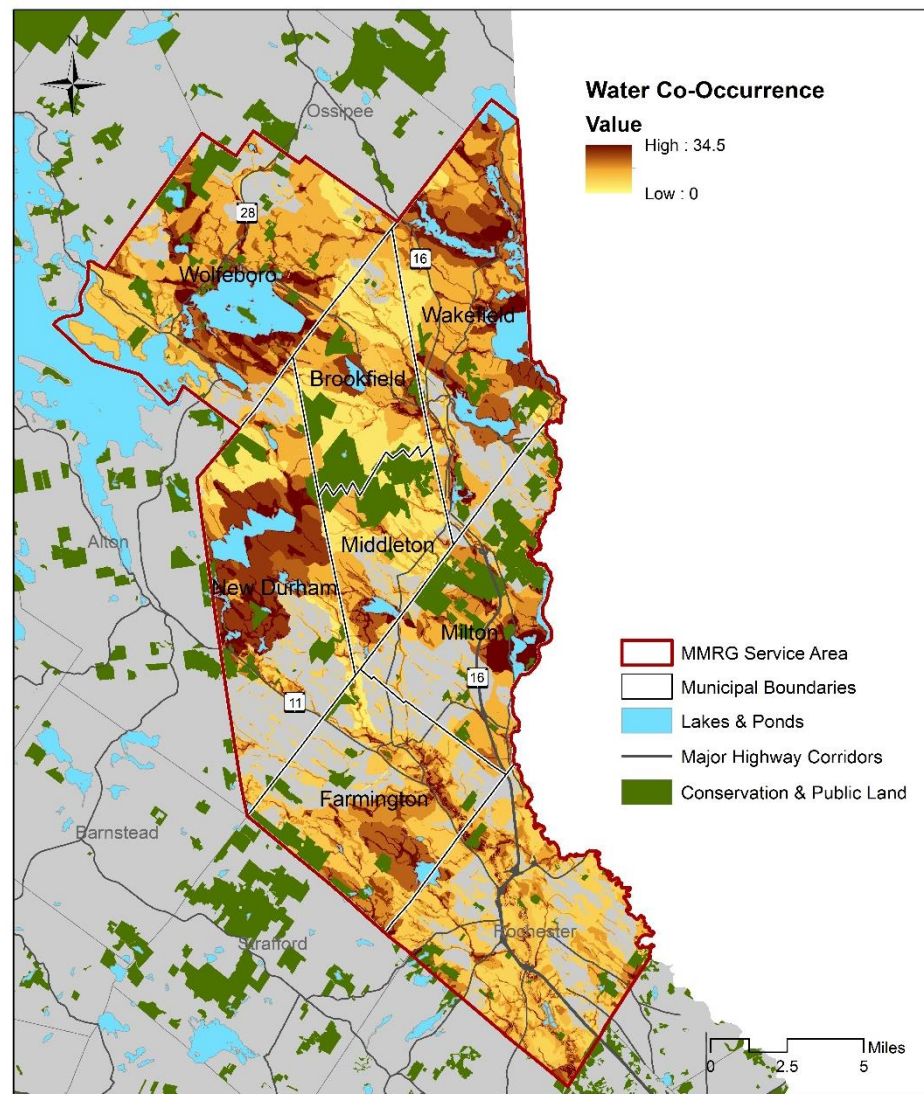 N
Ossipee
Water Co-Occurrence
Value
High : 34.5
Low : 0
28
16
Wolfeboro
Wakefield
Brookfield
Alton
Middleton
New Durham
Milton
16
11
MMRG Service Area
Municipal Boundaries
Lakes & Ponds
Major Highway Corridors
Conservation & Public Land
Farmington
Barnstead
Strafford
Rochester
Miles
0 2.5 5